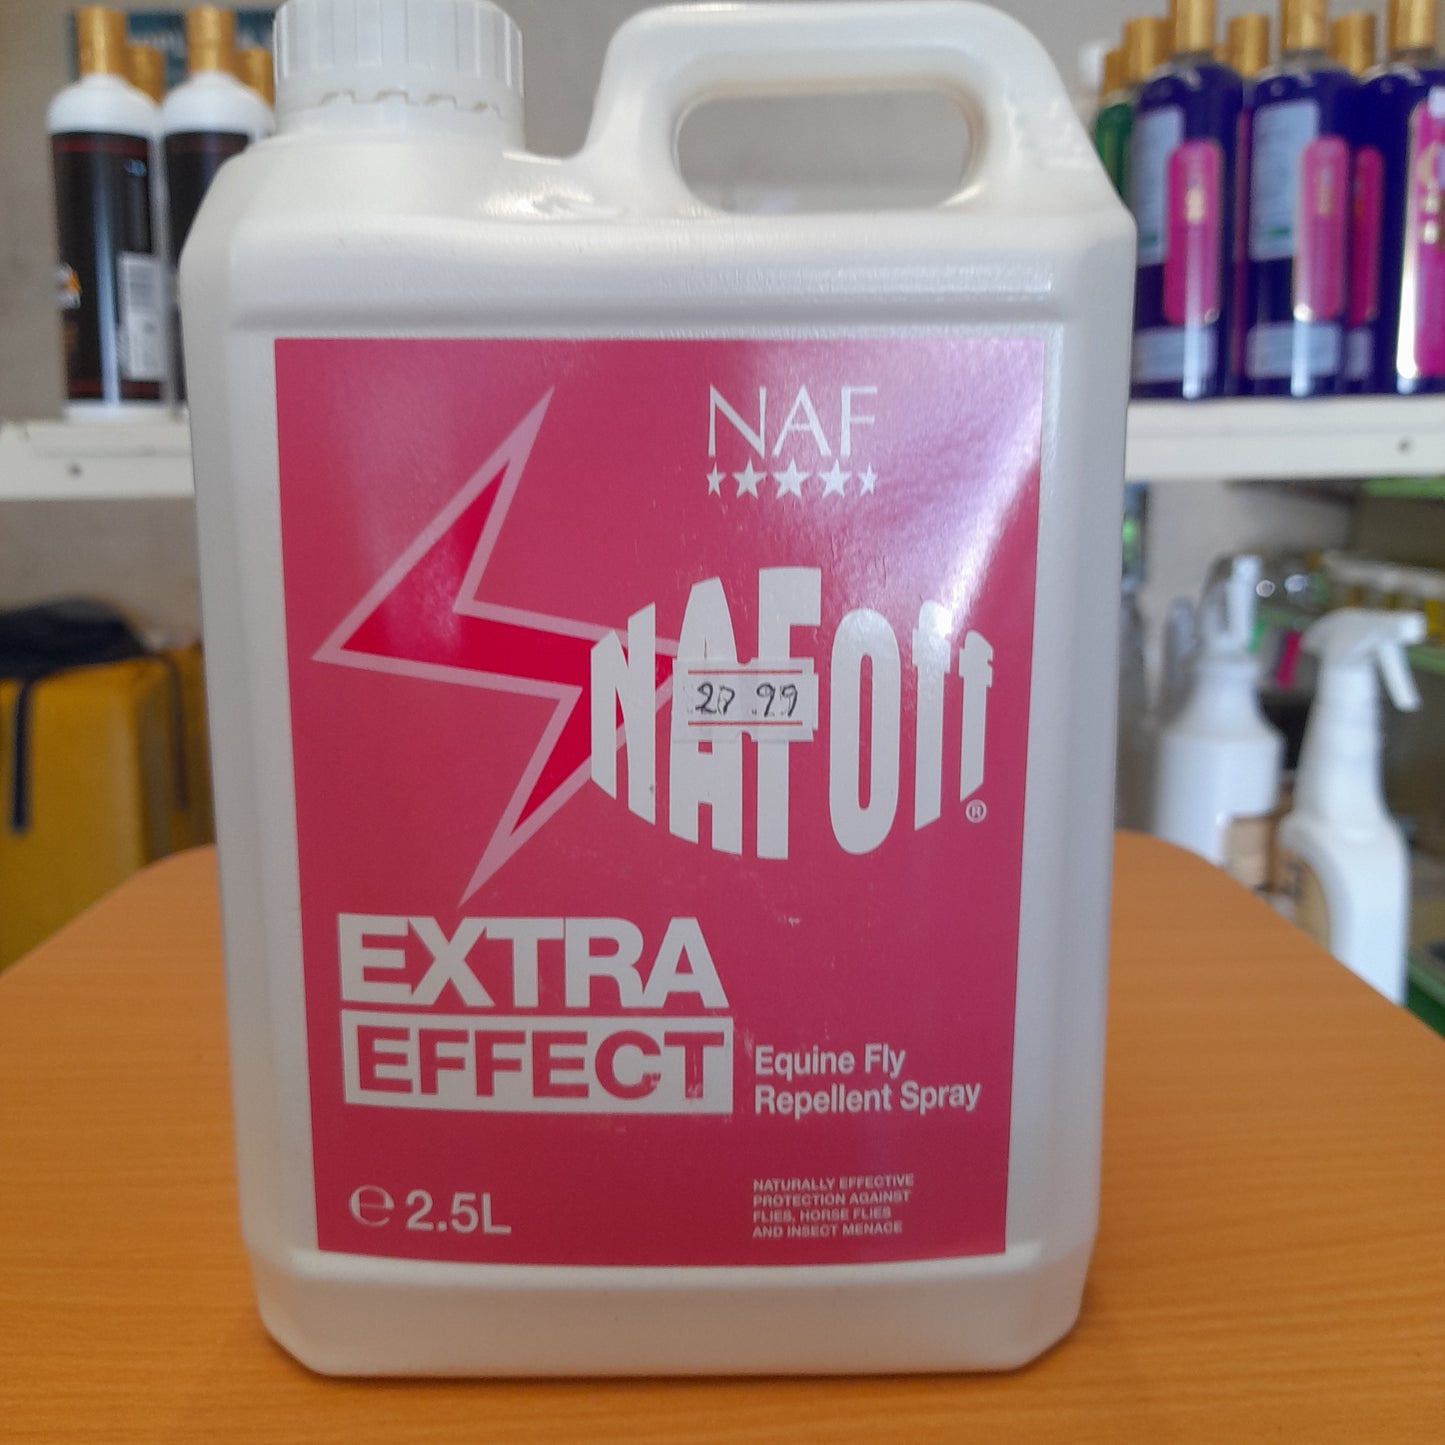 NAF
NAF Off®
27 99
EXTRA
EFFECT
Equine Fly
Repellent Spray
℮ 2.5L
NATURALLY EFFECTIVE
PROTECTION AGAINST
FLIES, HORSE FLIES
AND INSECT MENACE